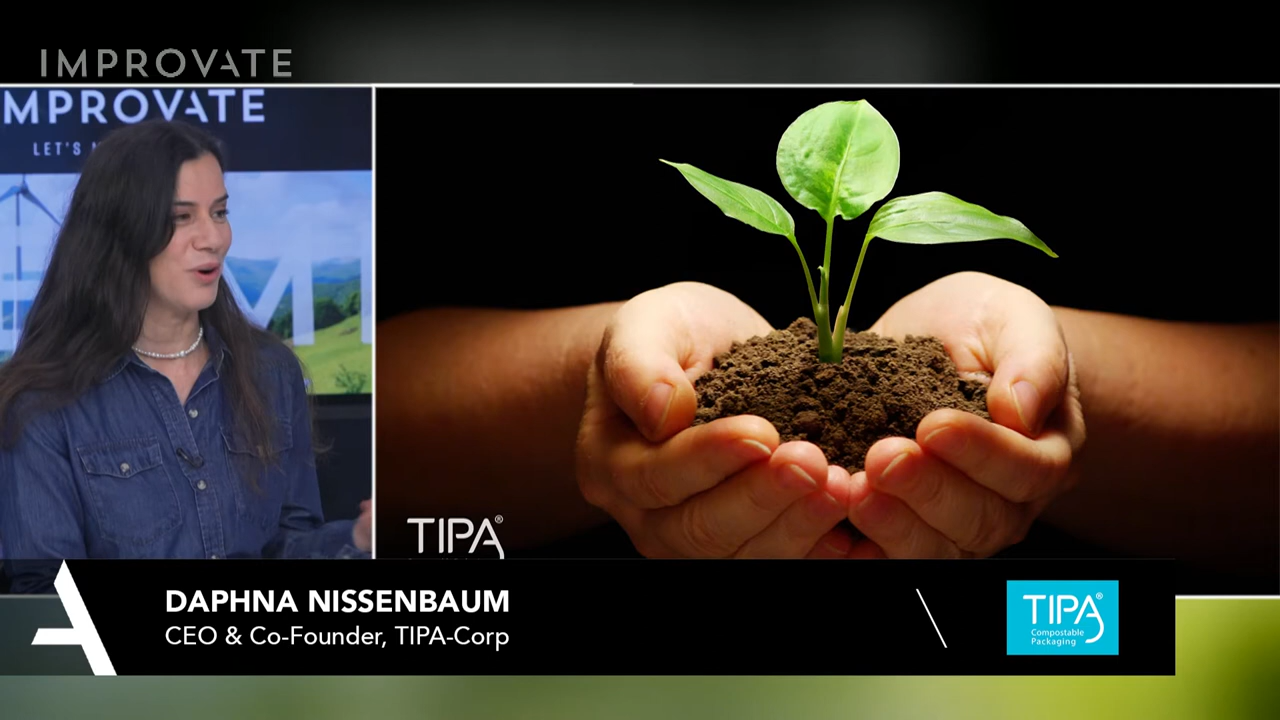 IMPROVATE
MPROVATE
LET'S
TIPA®
DAPHNA NISSENBAUM
CEO & Co-Founder, TIPA-Corp
TIPA®
Compostable
Packaging